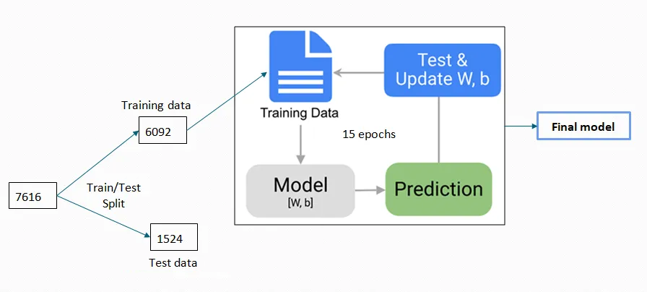 7616
Train/Test
Split
Training data
6092
1524
Test data
Training Data
15 epochs
Model
[W, b]
Prediction
Test &
Update W, b
Final model